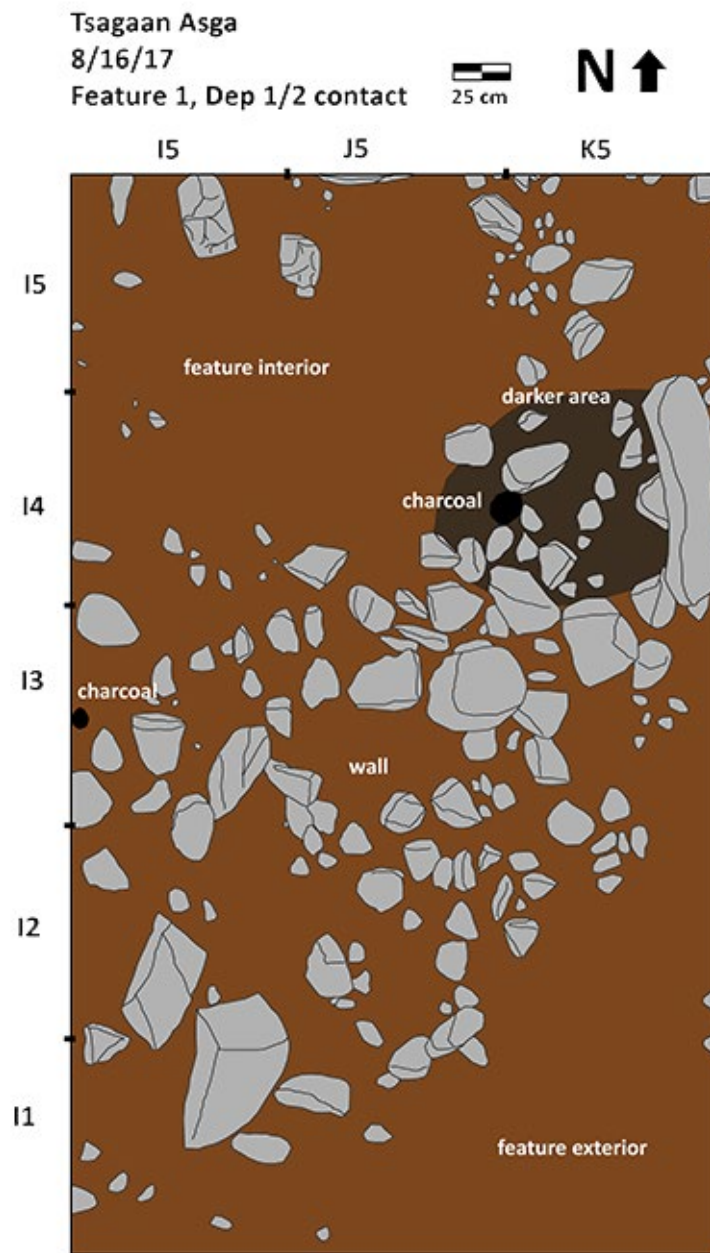 Tsagaan Asga
8/16/17
Feature 1, Dep 1/2 contact
25 cm
N
I5 J5 K5
I5
feature interior
darker area
I4
charcoal
I3
charcoal
wall
I2
I1
feature exterior